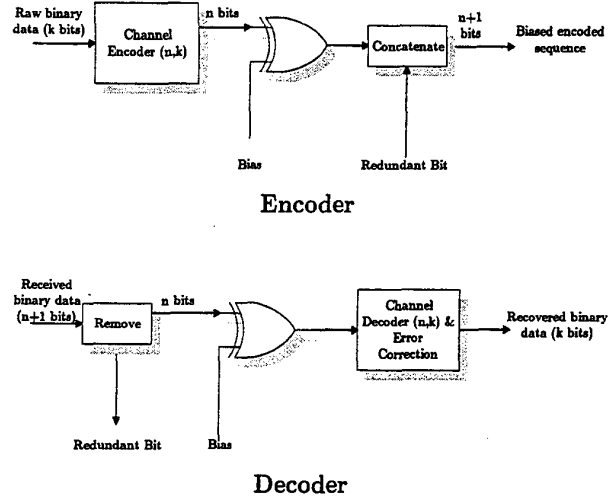 Raw binary
data (k bits)
Channel
Encoder (n,k)
n bits
Bias
Concatenate
Redundant Bit
n+1
bits
Biased encoded
sequence
Encoder
Received
binary data
(n+1 bits)
Remove
Redundant Bit
n bits
Bias
Channel
Decoder (n,k) &
Error
Correction
Recovered binary
data (k bits)
Decoder